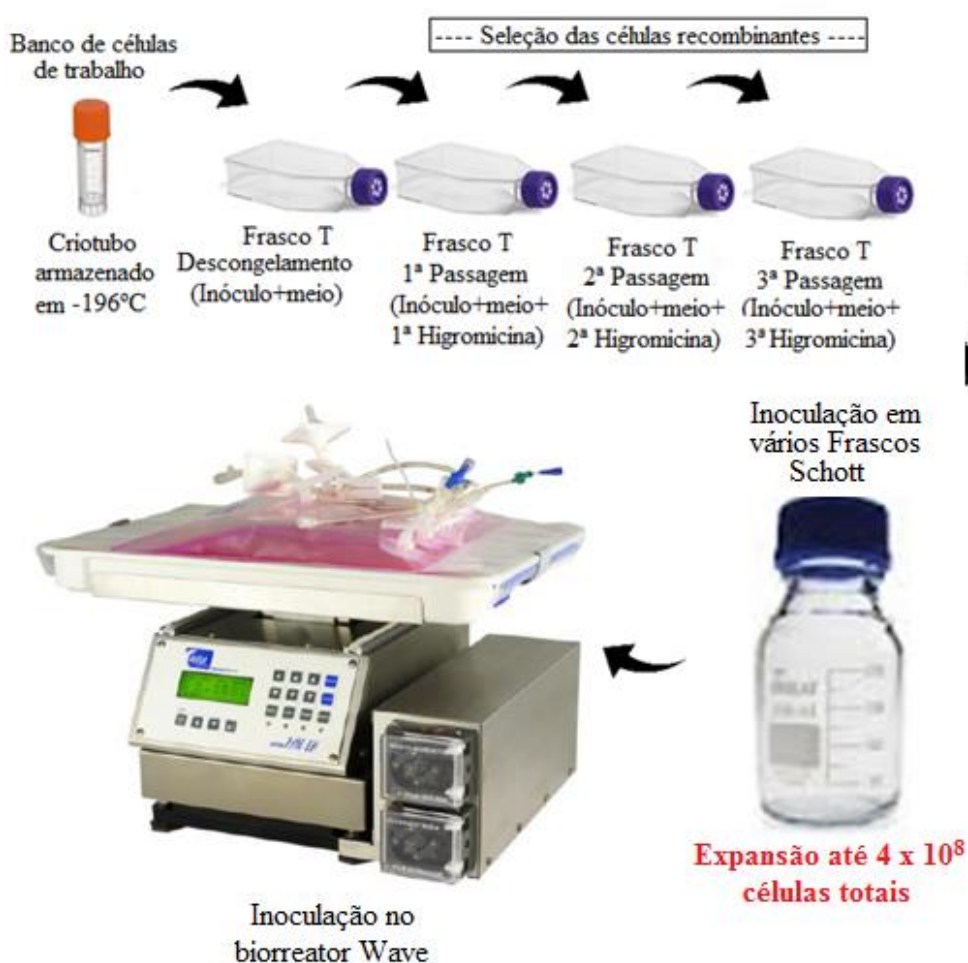 Banco de células
de trabalho
---- Seleção das células recombinantes ----
Criotubo
armazenado
em -196ºC
Frasco T
Descongelamento
(Inóculo+meio)
Frasco T
1ª Passagem
(Inóculo+meio+
1ª Higromicina)
Frasco T
2ª Passagem
(Inóculo+meio+
2ª Higromicina)
Frasco T
3ª Passagem
(Inóculo+meio+
3ª Higromicina)
Inoculação em
vários Frascos
Schott
Expansão até 4 x 10⁸
células totais
Inoculação no
biorreator Wave